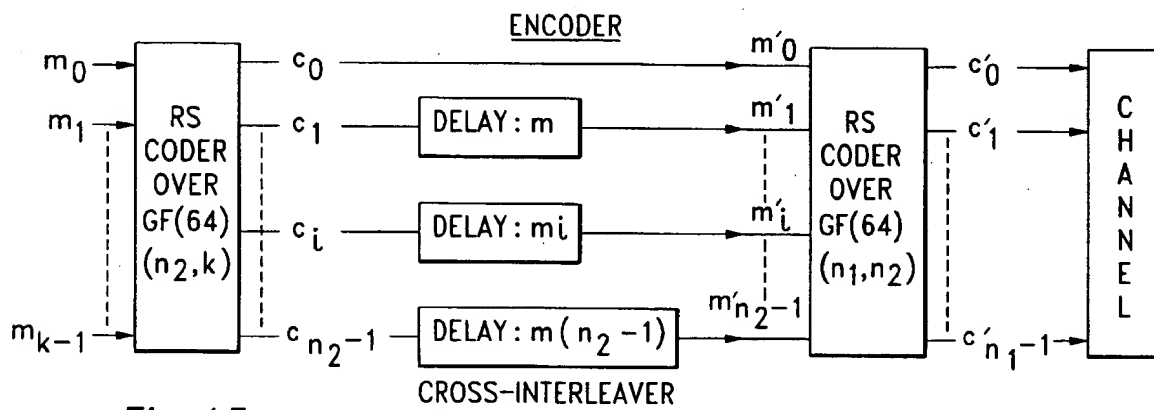 ENCODER
m0
m1
mk-1
RS
CODER
OVER
GF(64)
(n2,k)
c0
c1
ci
cn2-1
DELAY: m
DELAY: mi
DELAY: m(n2-1)
CROSS-INTERLEAVER
m'0
m'1
m'i
m'n2-1
RS
CODER
OVER
GF(64)
(n1,n2)
c'0
c'1
c'n1-1
CHANNEL